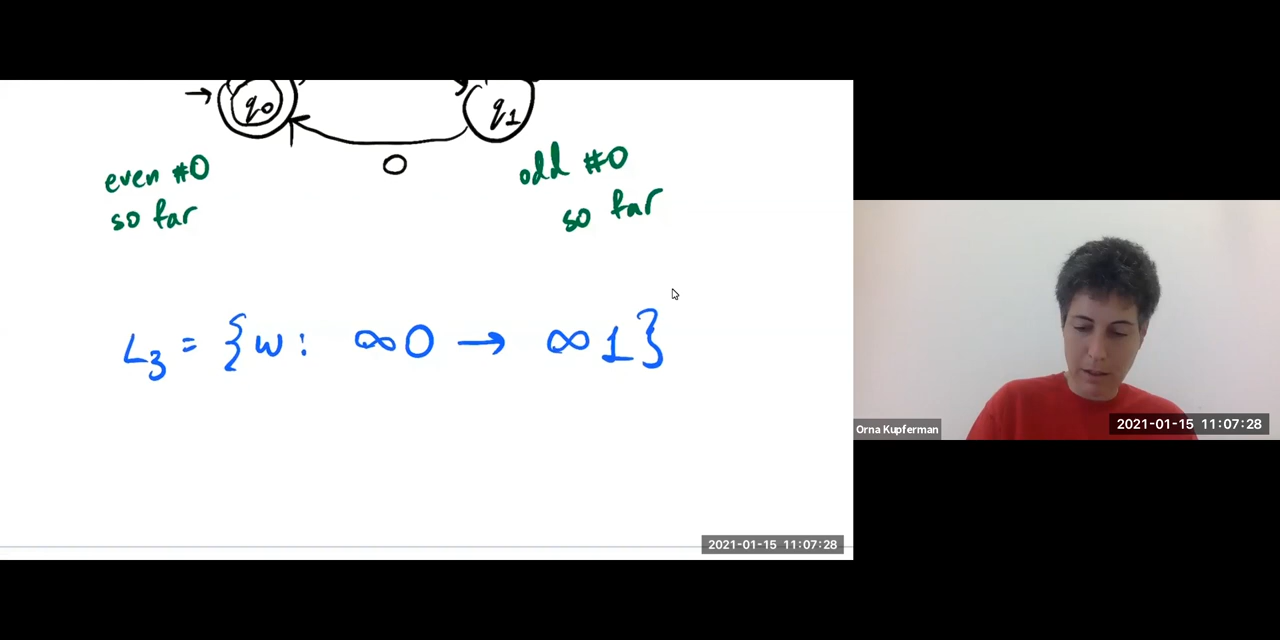 q0 q1
0
even #0
so far
odd #0
so far
L3 = {w: ∞0 → ∞1}
Orna Kupferman
2021-01-15 11:07:28
2021-01-15 11:07:28